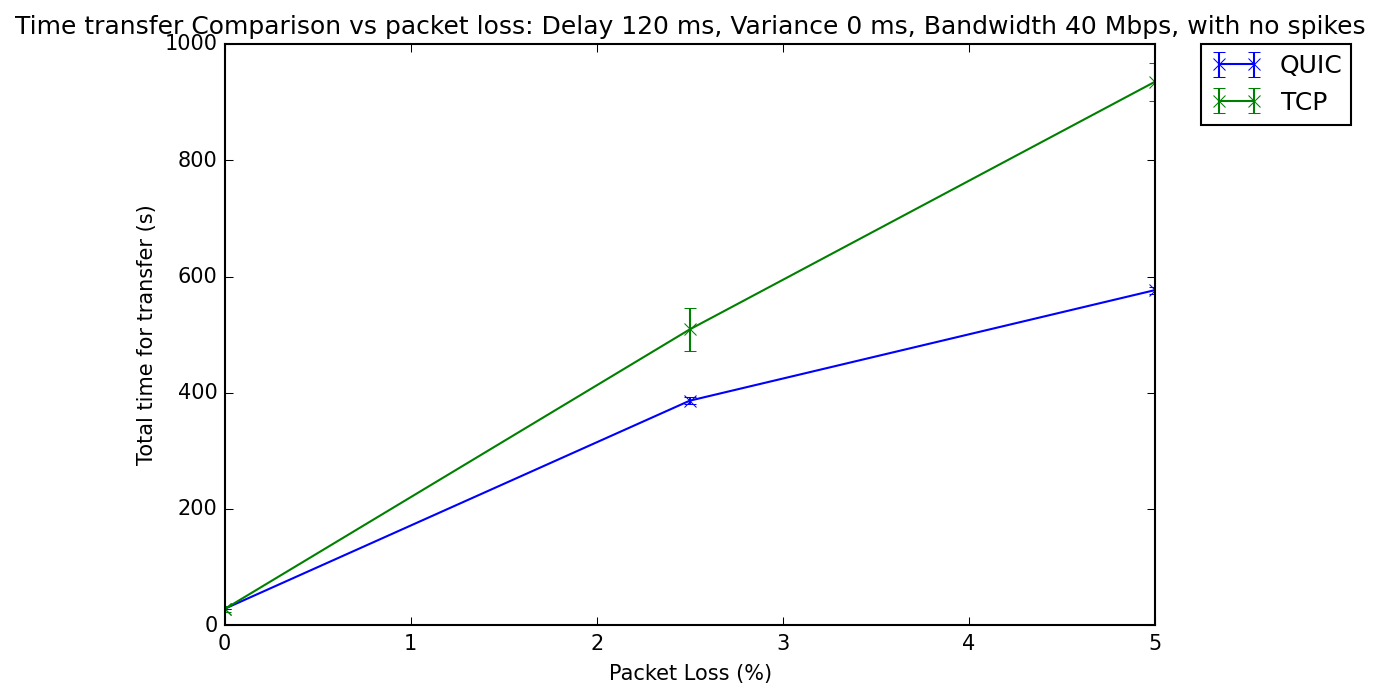 Time transfer Comparison vs packet loss: Delay 120 ms, Variance 0 ms, Bandwidth 40 Mbps, with no spikes
QUIC
TCP
Total time for transfer (s)
1000
800
600
400
200
0
0 1 2 3 4 5
Packet Loss (%)